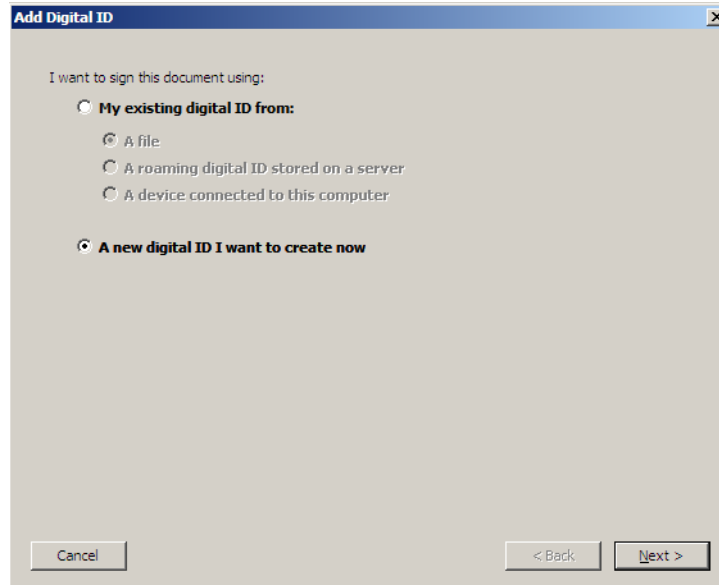 Add Digital ID
I want to sign this document using:
My existing digital ID from:
A file
A roaming digital ID stored on a server
A device connected to this computer
A new digital ID I want to create now
Cancel
< Back
Next >